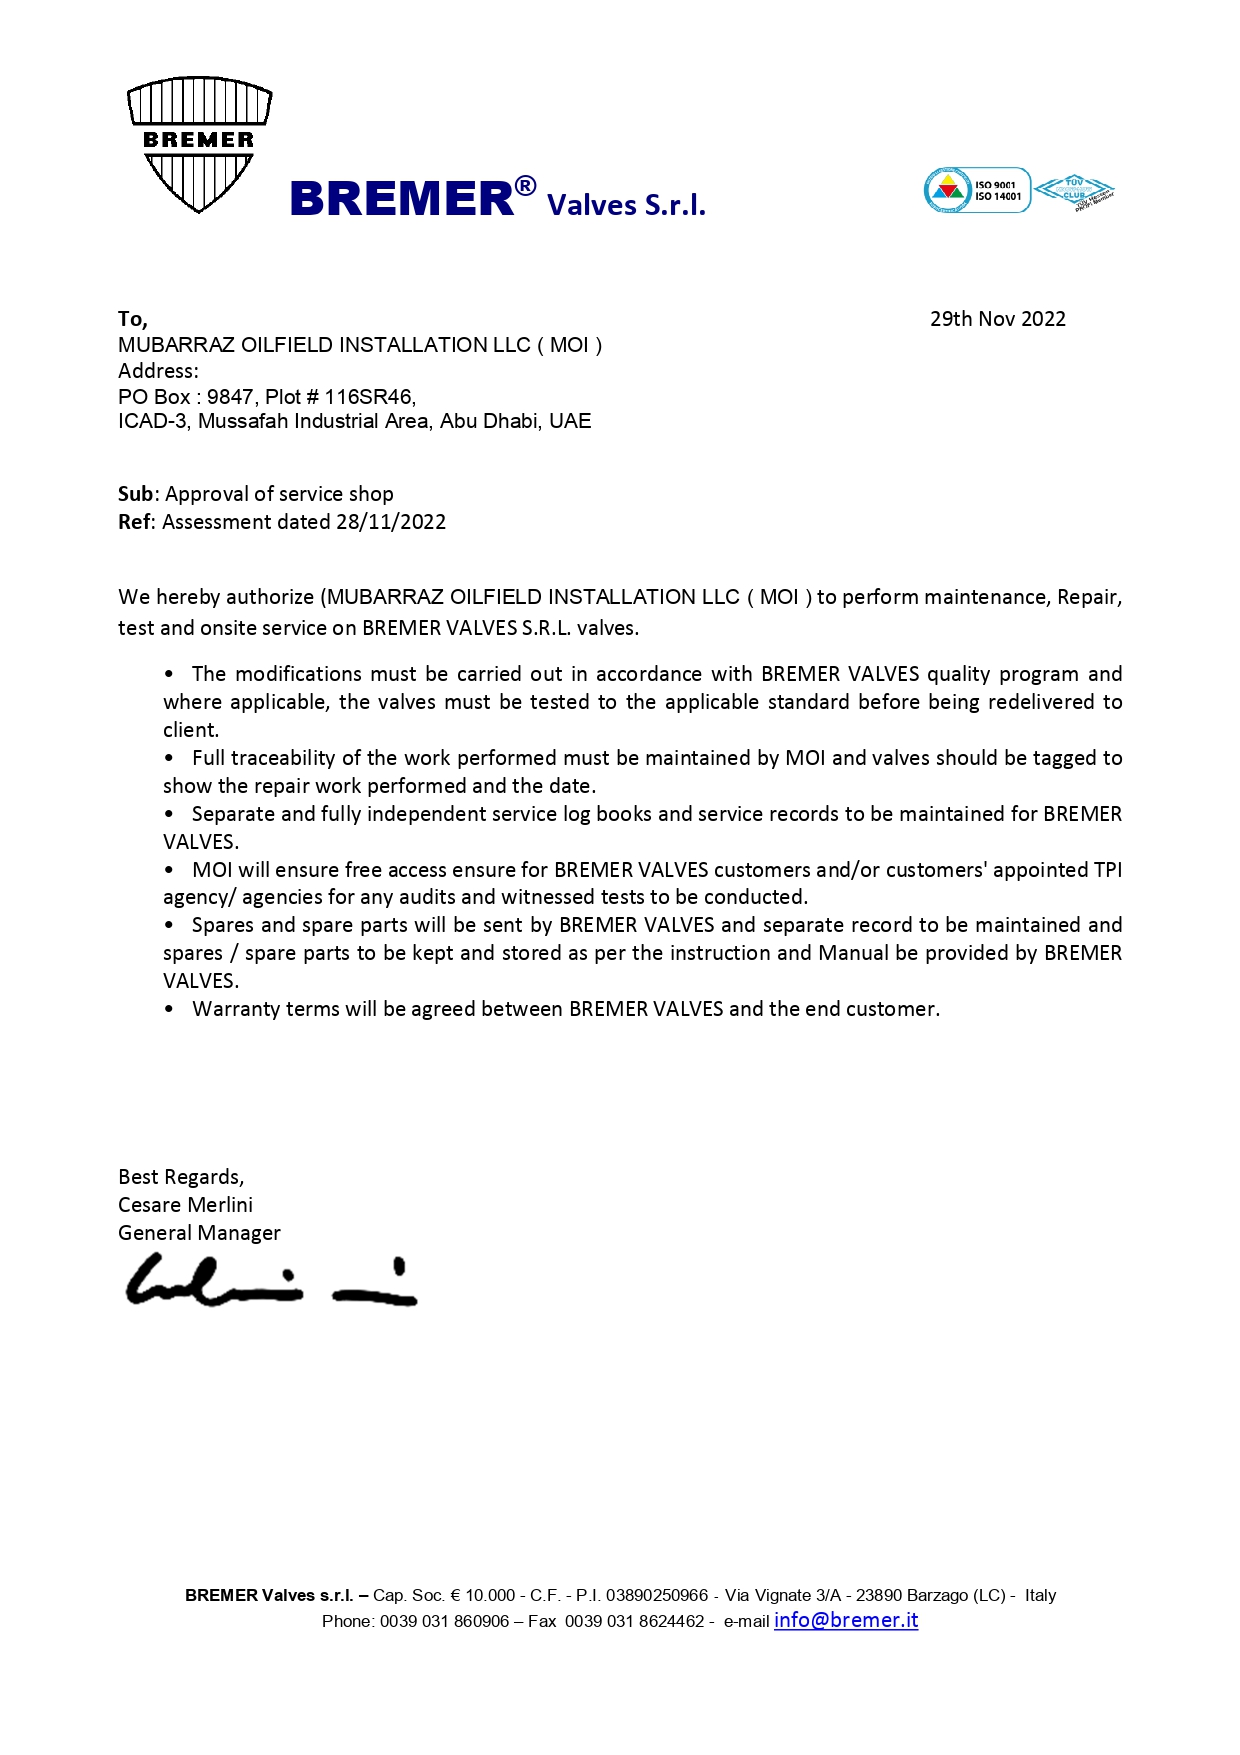 BREMER
BREMER® Valves S.r.l.
ISO 9001
ISO 14001
TÜV
CLUB
To,
29th Nov 2022
MUBARRAZ OILFIELD INSTALLATION LLC ( MOI )
Address:
PO Box : 9847, Plot # 116SR46,
ICAD-3, Mussafah Industrial Area, Abu Dhabi, UAE
Sub: Approval of service shop
Ref: Assessment dated 28/11/2022
We hereby authorize (MUBARRAZ OILFIELD INSTALLATION LLC ( MOI ) to perform maintenance, Repair,
test and onsite service on BREMER VALVES S.R.L. valves.
• The modifications must be carried out in accordance with BREMER VALVES quality program and
where applicable, the valves must be tested to the applicable standard before being redelivered to
client.
• Full traceability of the work performed must be maintained by MOI and valves should be tagged to
show the repair work performed and the date.
• Separate and fully independent service log books and service records to be maintained for BREMER
VALVES.
• MOI will ensure free access ensure for BREMER VALVES customers and/or customers' appointed TPI
agency/ agencies for any audits and witnessed tests to be conducted.
• Spares and spare parts will be sent by BREMER VALVES and separate record to be maintained and
spares / spare parts to be kept and stored as per the instruction and Manual be provided by BREMER
VALVES.
• Warranty terms will be agreed between BREMER VALVES and the end customer.
Best Regards,
Cesare Merlini
General Manager
BREMER Valves s.r.l. – Cap. Soc. € 10.000 - C.F. - P.I. 03890250966 - Via Vignate 3/A - 23890 Barzago (LC) - Italy
Phone: 0039 031 860906 – Fax 0039 031 8624462 - e-mail info@bremer.it